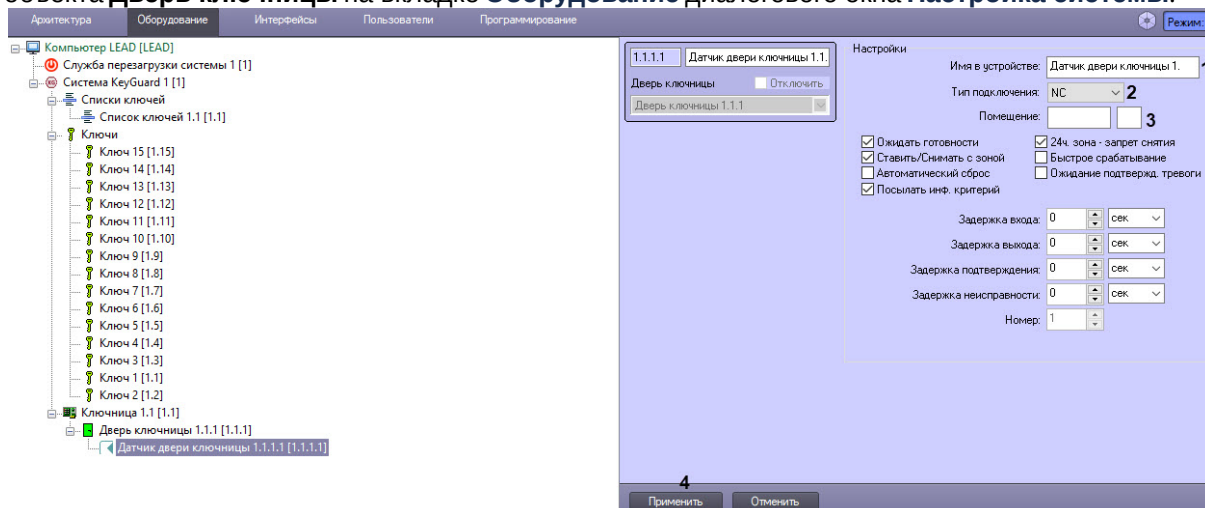 объекта Дверь ключницы на вкладке Оборудование диалогового окна Настройка системы.
Архитектура Оборудование Интерфейсы Пользователи Программирование Режим:
Компьютер LEAD [LEAD]
Служба перезагрузки системы 1 [1]
Система KeyGuard 1 [1]
Списки ключей
Список ключей 1.1 [1.1]
Ключи
Ключ 15 [1.15]
Ключ 14 [1.14]
Ключ 13 [1.13]
Ключ 12 [1.12]
Ключ 11 [1.11]
Ключ 10 [1.10]
Ключ 9 [1.9]
Ключ 8 [1.8]
Ключ 7 [1.7]
Ключ 6 [1.6]
Ключ 5 [1.5]
Ключ 4 [1.4]
Ключ 3 [1.3]
Ключ 1 [1.1]
Ключ 2 [1.2]
Ключница 1.1 [1.1]
Дверь ключницы 1.1.1 [1.1.1]
Датчик двери ключницы 1.1.1.1 [1.1.1.1]
1.1.1.1 Датчик двери ключницы 1.1.
Дверь ключницы Отключить
Дверь ключницы 1.1.1
Настройки
Имя в устройстве: Датчик двери ключницы 1.
Тип подключения: NC 2
Помещение: 3
Ожидать готовности 24ч. зона - запрет снятия
Ставить/Снимать с зоной Быстрое срабатывание
Автоматический сброс Ожидание подтвержд. тревоги
Посылать инф. критерий
Задержка входа: 0 сек
Задержка выхода: 0 сек
Задержка подтверждения: 0 сек
Задержка неисправности: 0 сек
Номер: 1
4
Применить Отменить